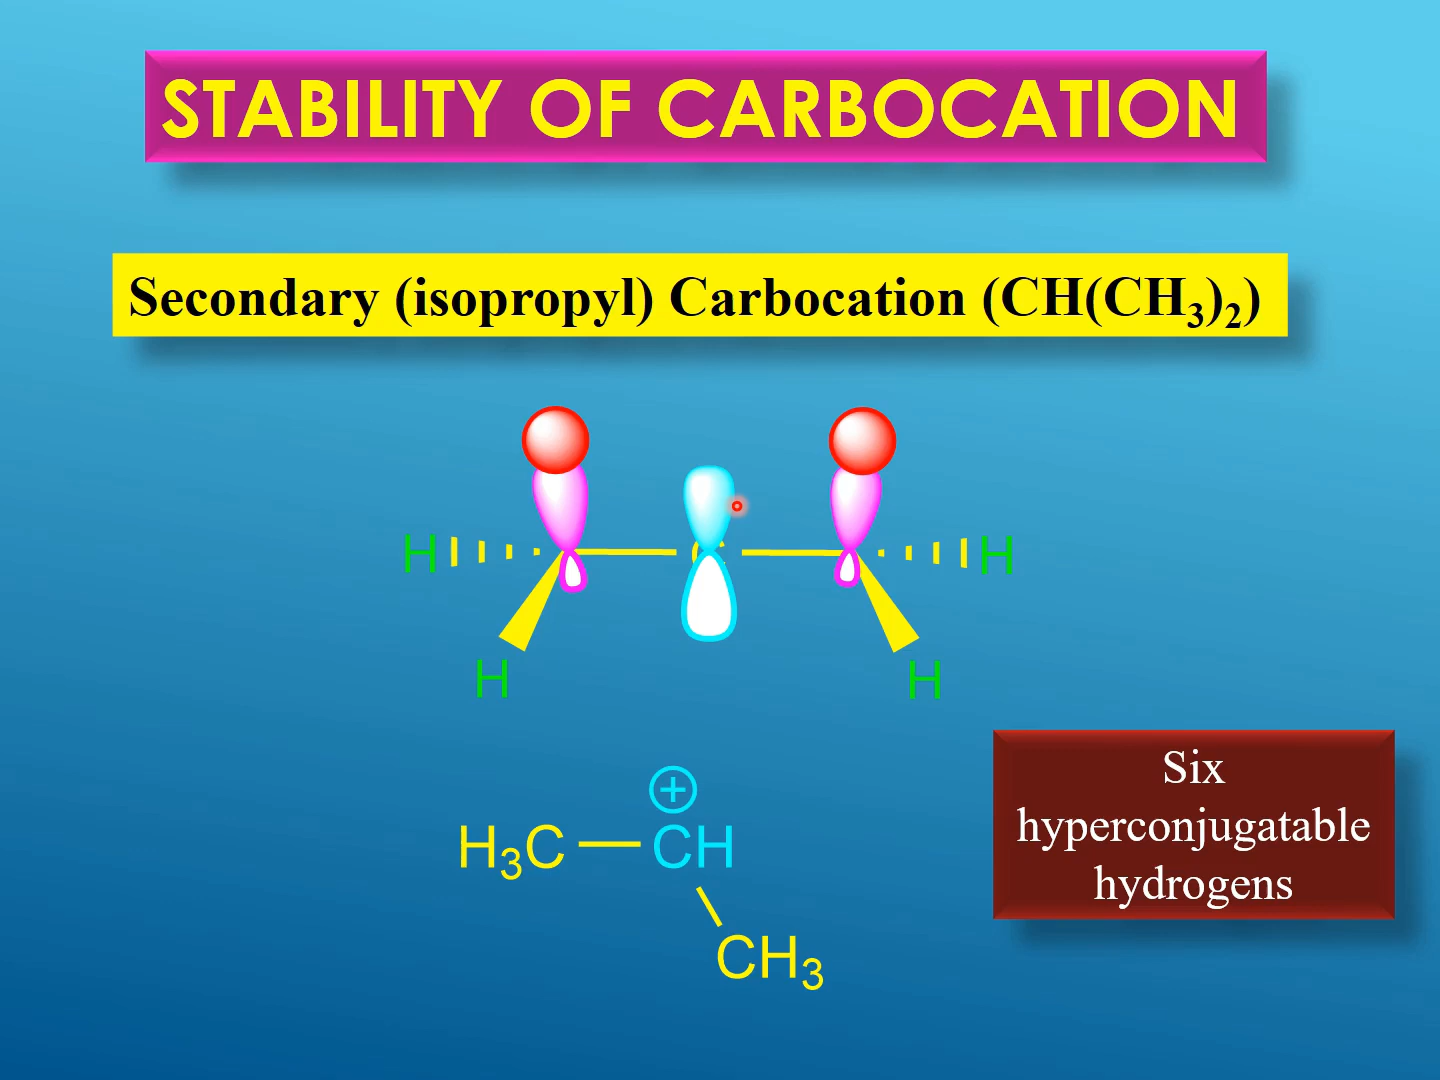 STABILITY OF CARBOCATION
Secondary (isopropyl) Carbocation (CH(CH₃)₂)
H C H
H H
⊕
H₃C CH
CH₃
Six
hyperconjugatable
hydrogens